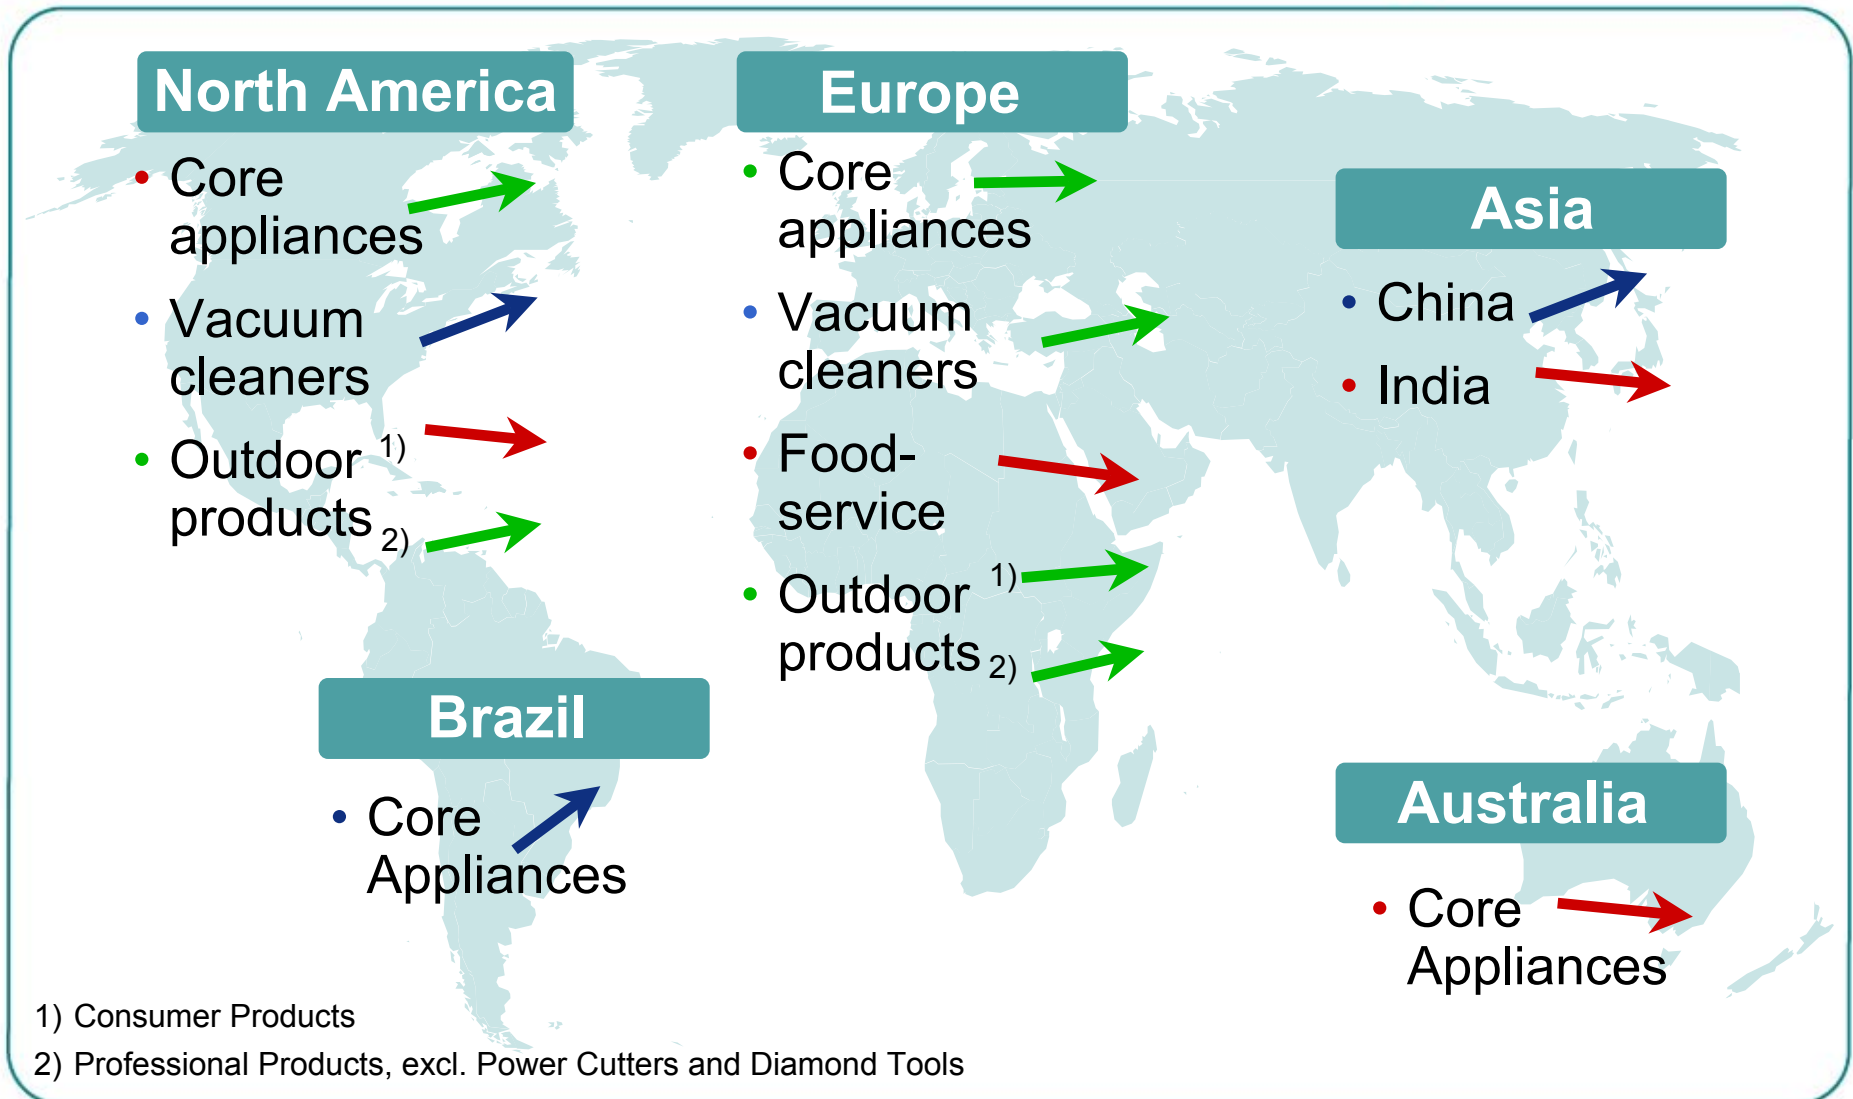 North America
• Core
appliances
• Vacuum
cleaners
• Outdoor 1)
products 2)
Europe
• Core
appliances
• Vacuum
cleaners
• Food-
service
• Outdoor 1)
products 2)
Asia
• China
• India
Brazil
• Core
Appliances
Australia
• Core
Appliances
1) Consumer Products
2) Professional Products, excl. Power Cutters and Diamond Tools